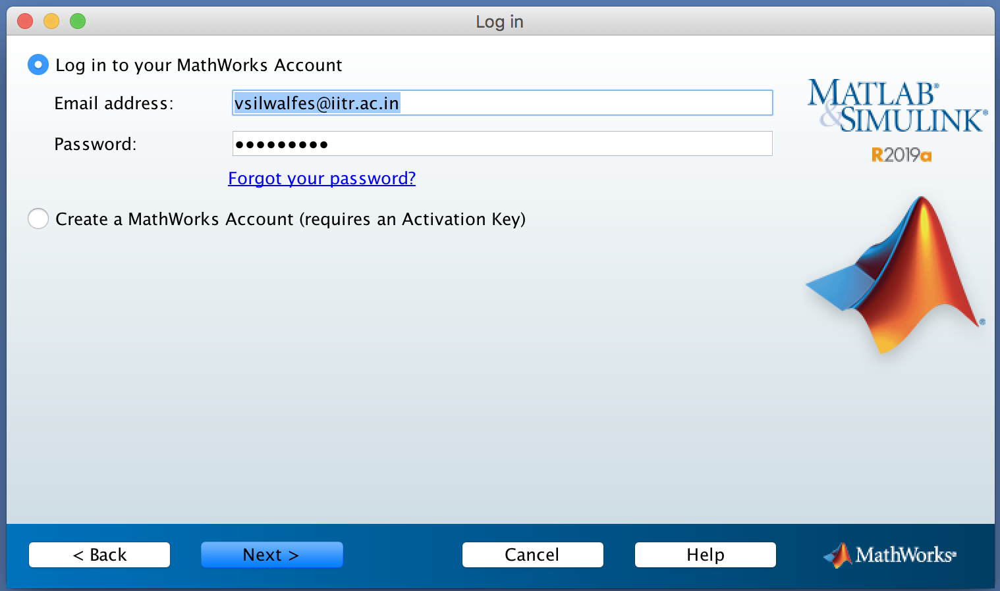 Log in
Log in to your MathWorks Account
Email address: vsilwalfes@iitr.ac.in
Password: ●●●●●●●●●
Forgot your password?
Create a MathWorks Account (requires an Activation Key)
MATLAB®
&SIMULINK®
R2019a
®
< Back Next > Cancel Help MathWorks®